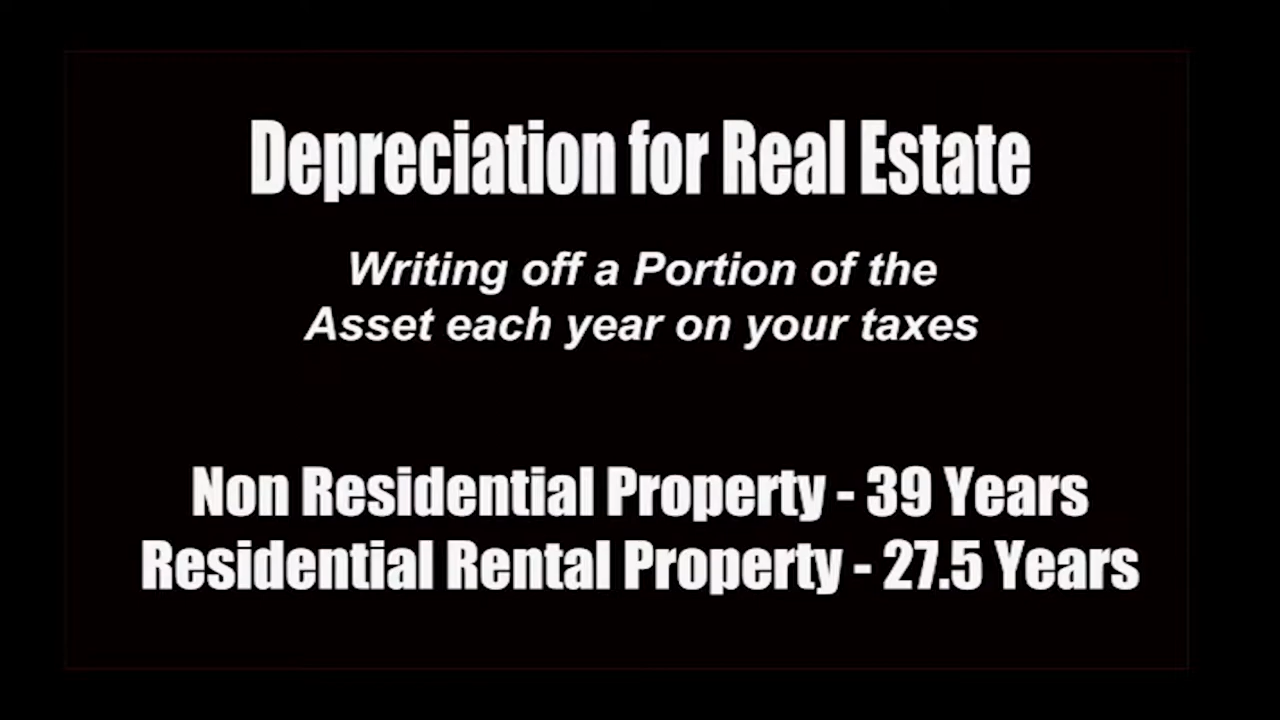 Depreciation for Real Estate
Writing off a Portion of the
Asset each year on your taxes
Non Residential Property - 39 Years
Residential Rental Property - 27.5 Years